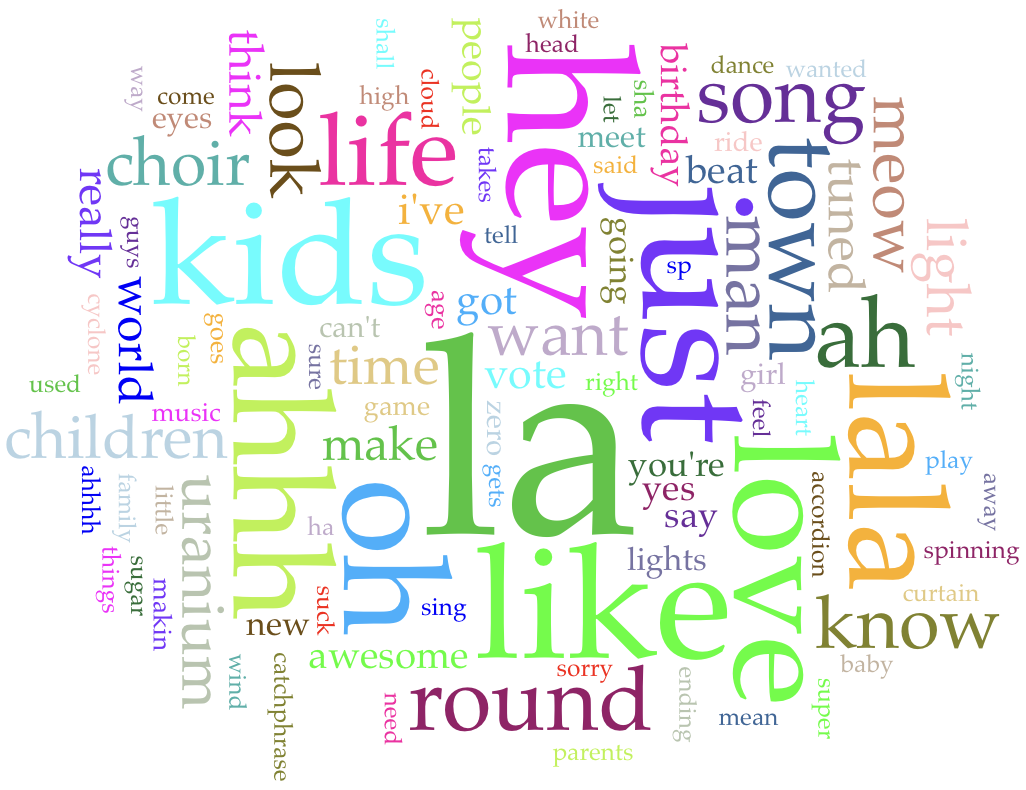 white
head
shall
people
think
look
hey
birthday
dance
wanted
way
come
eyes
high
cloud
let
sha
song
meow
meet
ride
life
choir
takes
said
beat
town
tuned
really
guys
kids
i've
tell
going
just
sp
man
light
cyclone
world
born
goes
age
got
can't
want
ah
used
sure
time
vote
right
girl
heart
night
music
game
zero
feel
children
ahhh
make
la
you're
love
lala
play
ahhhh
family
little
uranium
oh
gets
yes
say
accordion
away
ha
lights
spinning
things
sugar
makin
suck
sing
like
curtain
new
know
awesome
sorry
baby
wind
catchphrase
need
round
ending
mean
super
parents